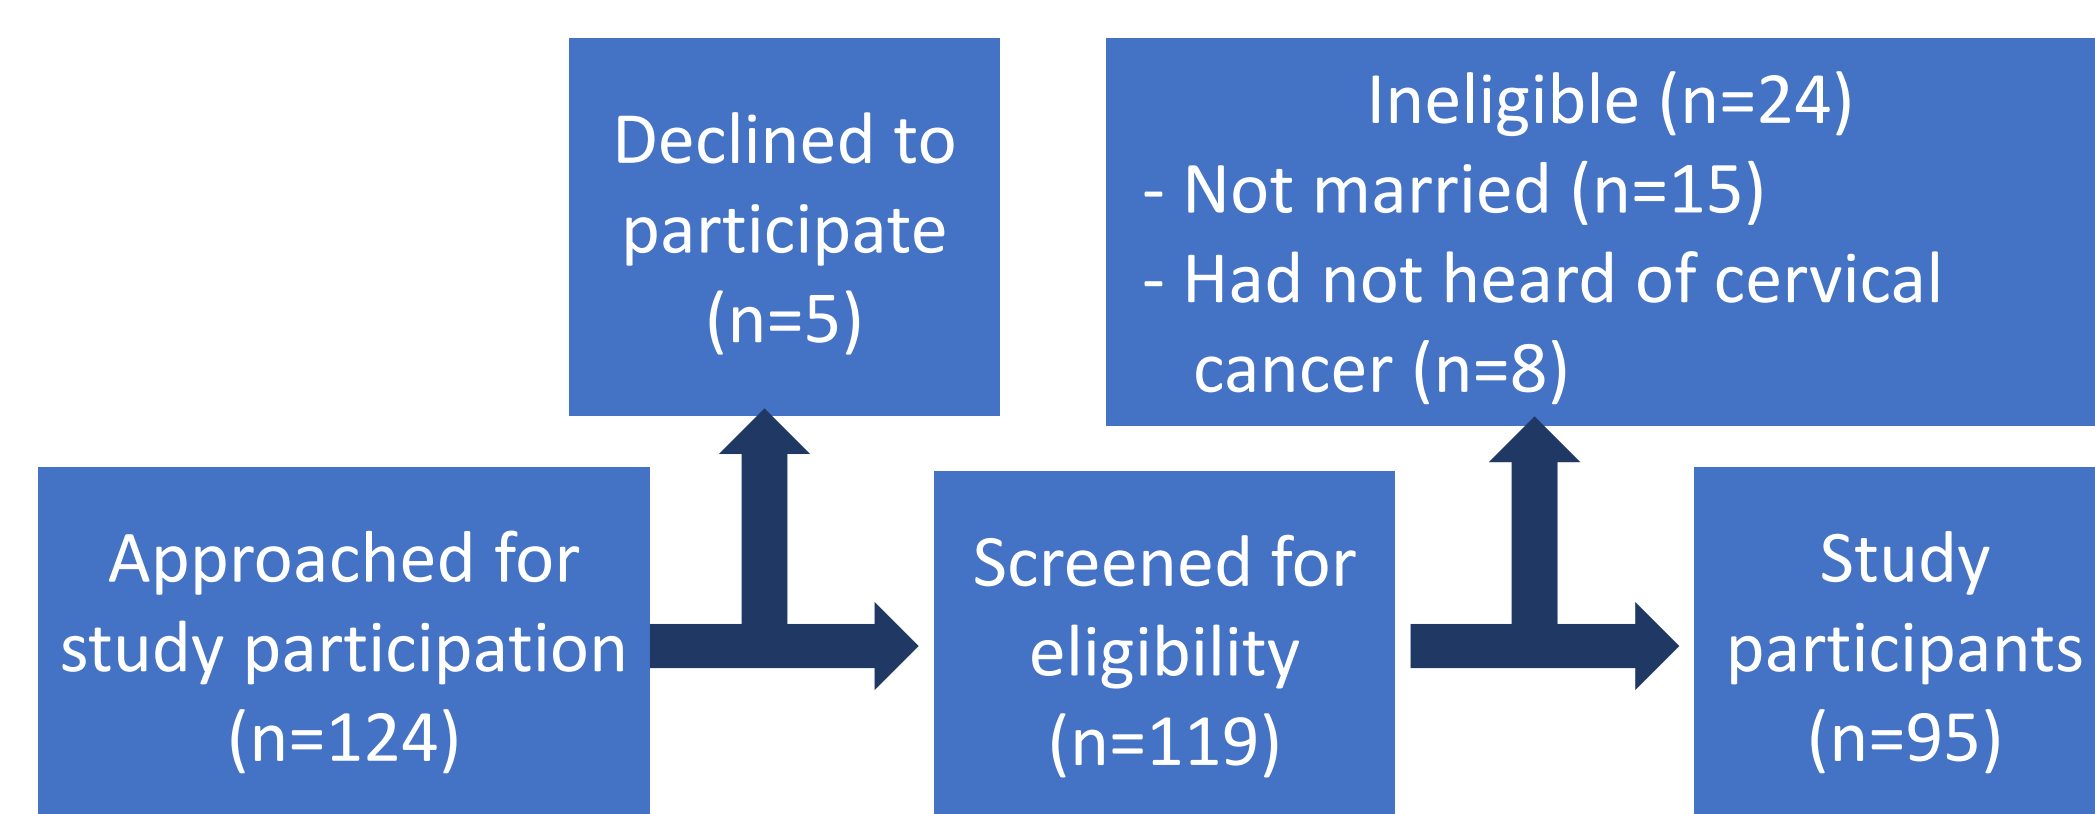 Declined to
participate
(n=5)
Ineligible (n=24)
- Not married (n=15)
- Had not heard of cervical
cancer (n=8)
Approached for
study participation
(n=124)
Screened for
eligibility
(n=119)
Study
participants
(n=95)